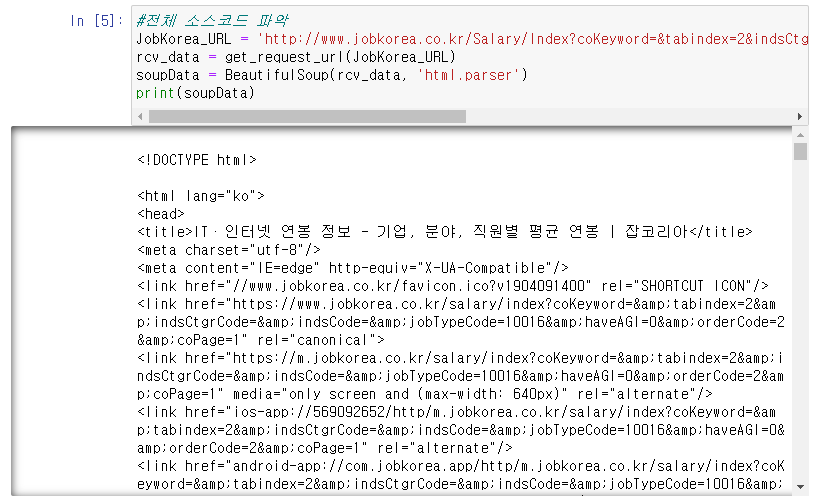 In [5]:
#전체 소스코드 파악
JobKorea_URL = 'http://www.jobkorea.co.kr/Salary/Index?coKeyword=&tabindex=2&indsCtg
rcv_data = get_request_url(JobKorea_URL)
soupData = BeautifulSoup(rcv_data, 'html.parser')
print(soupData)
<!DOCTYPE html>
<html lang="ko">
<head>
<title>IT·인터넷 연봉 정보 - 기업, 분야, 직원별 평균 연봉 | 잡코리아</title>
<meta charset="utf-8"/>
<meta content="IE=edge" http-equiv="X-UA-Compatible"/>
<link href="//www.jobkorea.co.kr/favicon.ico?v1904091400" rel="SHORTCUT ICON"/>
<link href="https://www.jobkorea.co.kr/salary/index?coKeyword=&amp;tabindex=2&am
p;indsCtgrCode=&amp;indsCode=&amp;jobTypeCode=10016&amp;haveAGI=0&amp;orderCode=2
&amp;coPage=1" rel="canonical">
<link href="https://m.jobkorea.co.kr/salary/index?coKeyword=&amp;tabindex=2&amp;i
ndsCtgrCode=&amp;indsCode=&amp;jobTypeCode=10016&amp;haveAGI=0&amp;orderCode=2&am
p;coPage=1" media="only screen and (max-width: 640px)" rel="alternate"/>
<link href="ios-app://569092652/http/m.jobkorea.co.kr/salary/index?coKeyword=&am
p;tabindex=2&amp;indsCtgrCode=&amp;indsCode=&amp;jobTypeCode=10016&amp;haveAGI=0&
amp;orderCode=2&amp;coPage=1" rel="alternate"/>
<link href="android-app://com.jobkorea.app/http/m.jobkorea.co.kr/salary/index?coK
eyword=&amp;tabindex=2&amp;indsCtgrCode=&amp;indsCode=&amp;jobTypeCode=10016&amp;